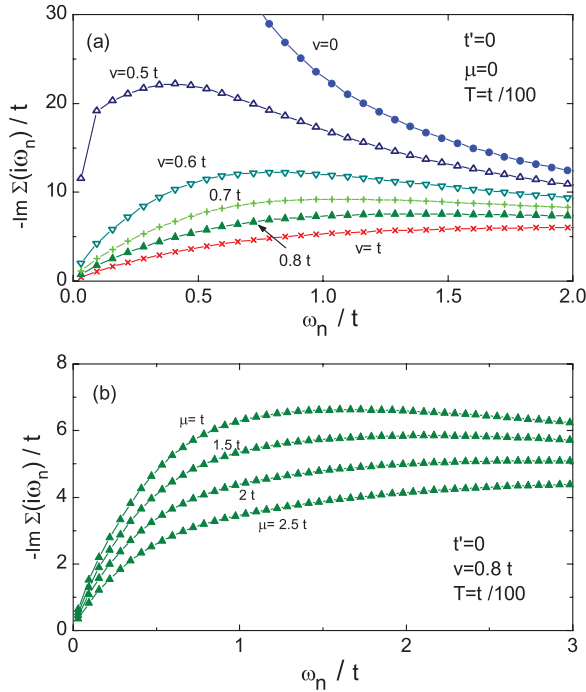 (a)
v=0
t'=0
μ=0
T=t /100
v=0.5 t
v=0.6 t
0.7 t
0.8 t
v= t
30
20
10
5
0
0.0
0.5
1.0
1.5
2.0
-Im Σ(iωn) / t
ωn / t
(b)
μ= t
1.5 t
2 t
μ= 2.5 t
t'=0
v=0.8 t
T=t /100
8
6
4
2
0
0
1
2
3
-Im Σ(iωn) / t
ωn / t